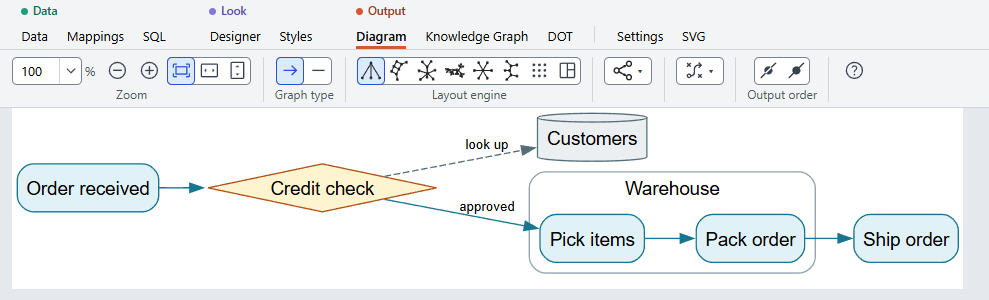 Data Look Output
Data Mappings SQL Designer Styles Diagram Knowledge Graph DOT Settings SVG
100 %
Zoom Graph type Layout engine Output order
look up
Customers
Order received
Credit check
approved
Warehouse
Pick items
Pack order
Ship order